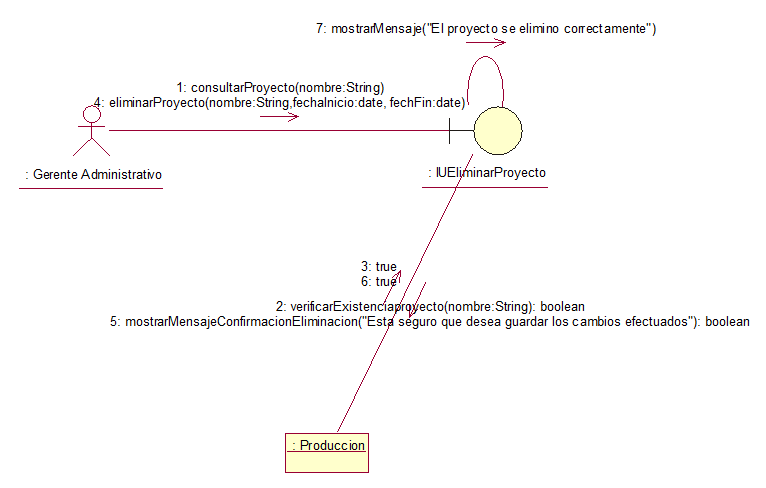 7: mostrarMensaje("El proyecto se elimino correctamente")
1: consultarProyecto(nombre:String)
4: eliminarProyecto(nombre:String,fechaInicio:date, fechFin:date)
: Gerente Administrativo
: IUEliminarProyecto
3: true
6: true
2: verificarExistenciaproyecto(nombre:String): boolean
5: mostrarMensajeConfirmacionEliminacion("Esta seguro que desea guardar los cambios efectuados"): boolean
: Produccion